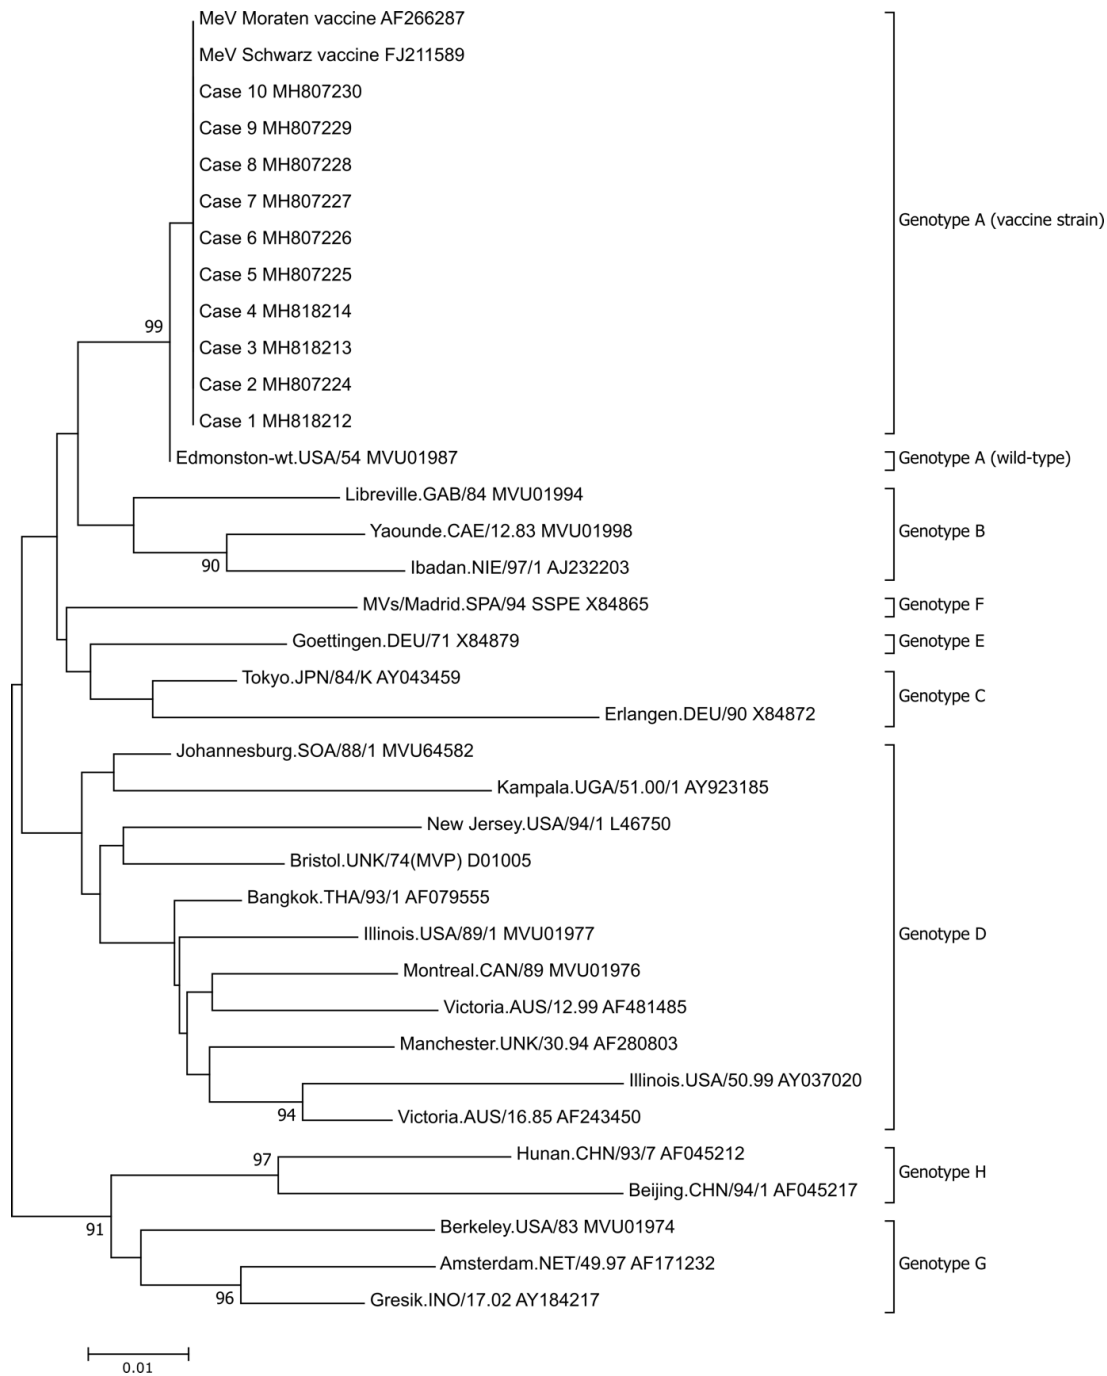 MeV Moraten vaccine AF266287
MeV Schwarz vaccine FJ211589
Case 10 MH807230
Case 9 MH807229
Case 8 MH807228
Case 7 MH807227
Genotype A (vaccine strain)
Case 6 MH807226
Case 5 MH807225
Case 4 MH818214
99
Case 3 MH818213
Case 2 MH807224
Case 1 MH818212
Edmonston-wt.USA/54 MVU01987
Genotype A (wild-type)
Libreville.GAB/84 MVU01994
Yaounde.CAE/12.83 MVU01998
Genotype B
90
Ibadan.NIE/97/1 AJ232203
MVs/Madrid.SPA/94 SSPE X84865
Genotype F
Goettingen.DEU/71 X84879
Genotype E
Tokyo.JPN/84/K AY043459
Genotype C
Erlangen.DEU/90 X84872
Johannesburg.SOA/88/1 MVU64582
Kampala.UGA/51.00/1 AY923185
New Jersey.USA/94/1 L46750
Bristol.UNK/74(MVP) D01005
Bangkok.THA/93/1 AF079555
Illinois.USA/89/1 MVU01977
Genotype D
Montreal.CAN/89 MVU01976
Victoria.AUS/12.99 AF481485
Manchester.UNK/30.94 AF280803
Illinois.USA/50.99 AY037020
94
Victoria.AUS/16.85 AF243450
97
Hunan.CHN/93/7 AF045212
Genotype H
Beijing.CHN/94/1 AF045217
91
Berkeley.USA/83 MVU01974
Amsterdam.NET/49.97 AF171232
Genotype G
96
Gresik.INO/17.02 AY184217
0.01